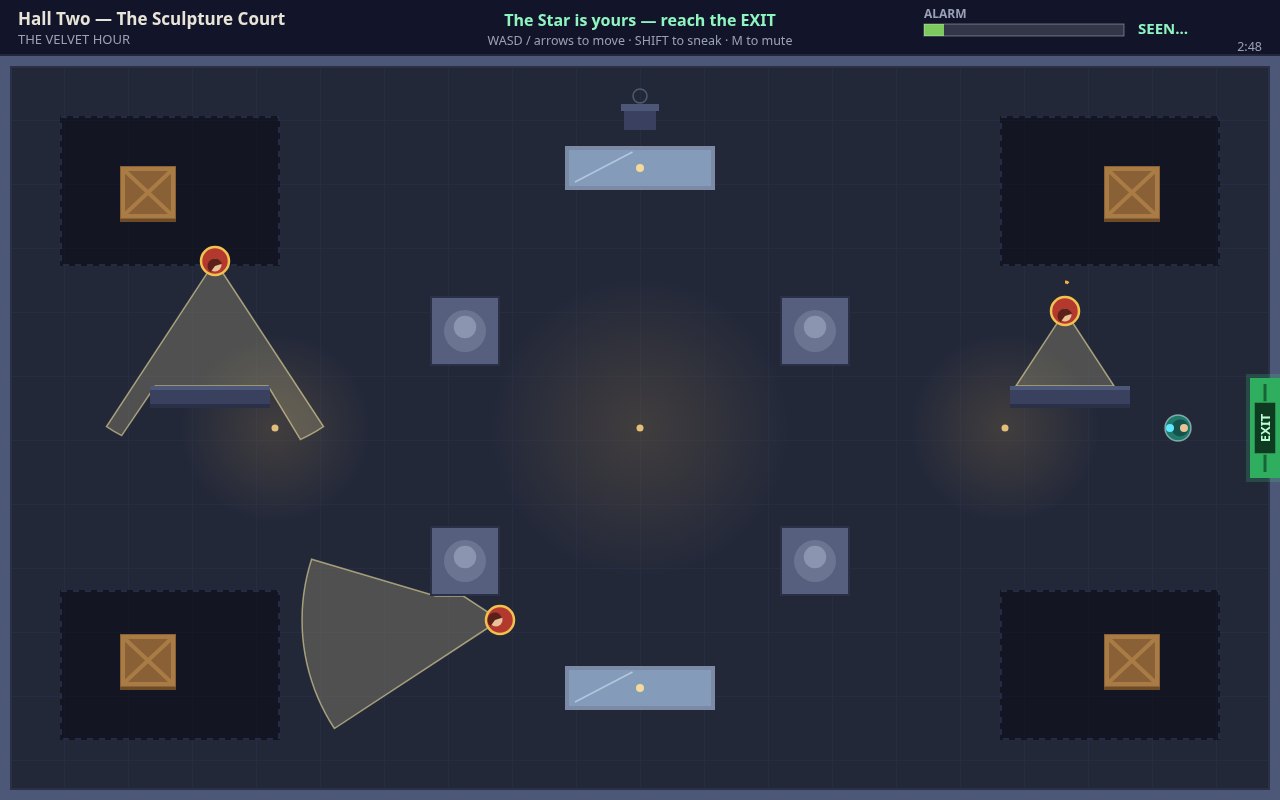 Hall Two — The Sculpture Court
THE VELVET HOUR
The Star is yours — reach the EXIT
WASD / arrows to move · SHIFT to sneak · M to mute
ALARM
SEEN...
2:48
EXIT